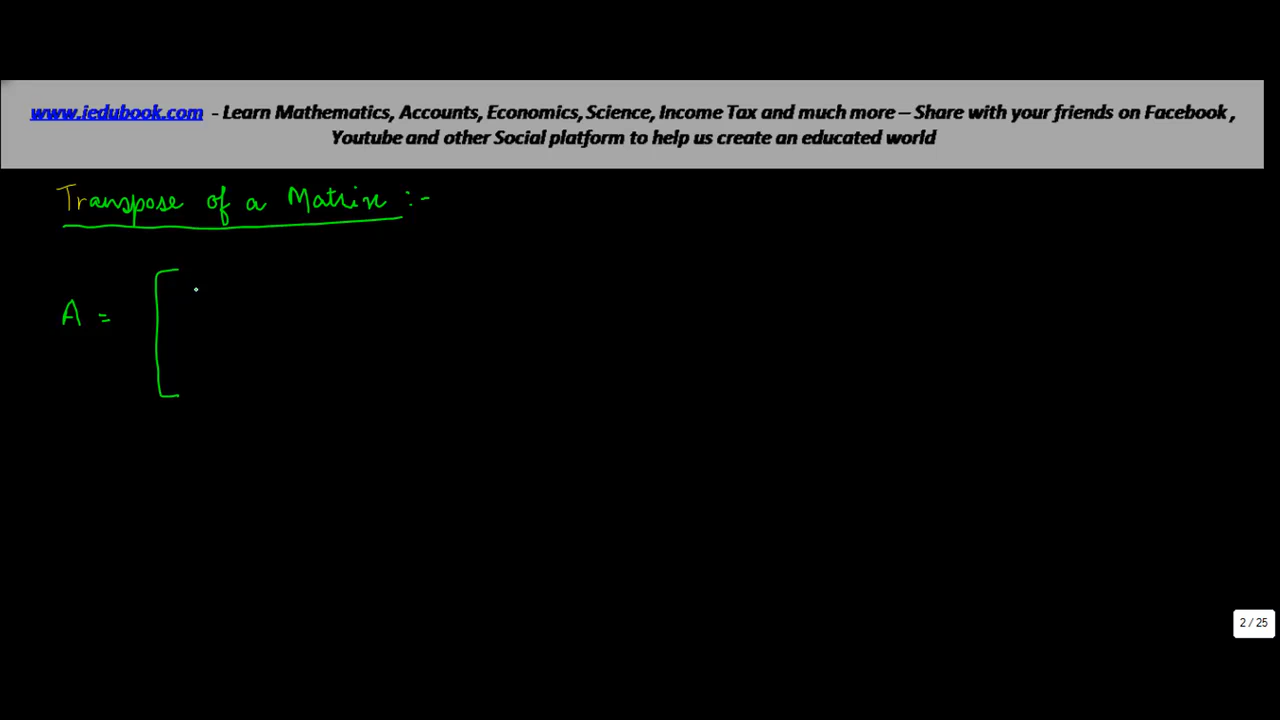 www.iedubook.com - Learn Mathematics, Accounts, Economics, Science, Income Tax and much more – Share with your friends on Facebook,
Youtube and other Social platform to help us create an educated world
Transpose of a Matrix :-
A = [
2 / 25